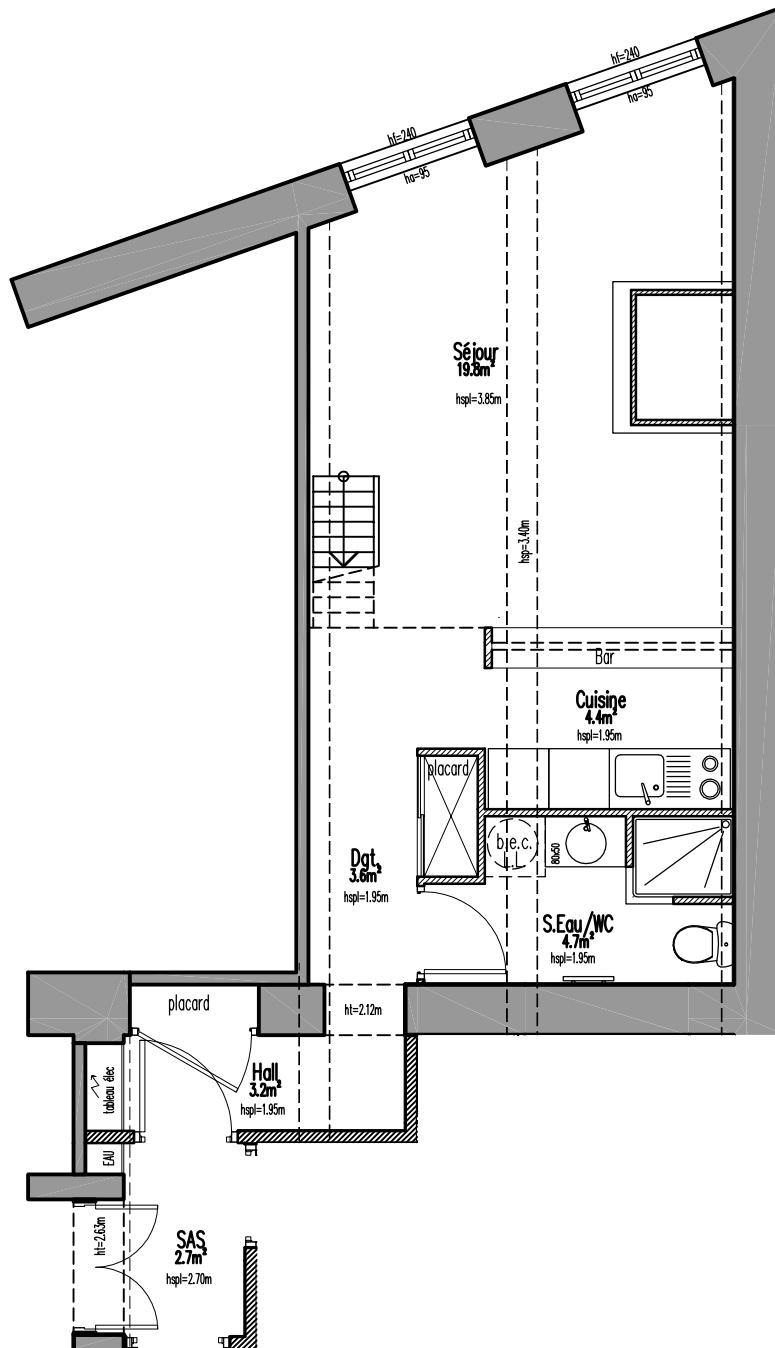 hf=240
ha=95
hf=240
ha=95
Séjour
19.8m²
hspl=3.85m
hsp=3.40m
Bar
Cuisine
4.4m²
hspl=1.95m
placard
b.e.c.
80x50
Dgt.
3.6m²
hspl=1.95m
S.Eau/WC
4.7m²
hspl=1.95m
placard
ht=2.12m
tableau élec
Hall
3.2m²
hspl=1.95m
EAU
ht=2.63m
SAS
2.7m²
hspl=2.70m